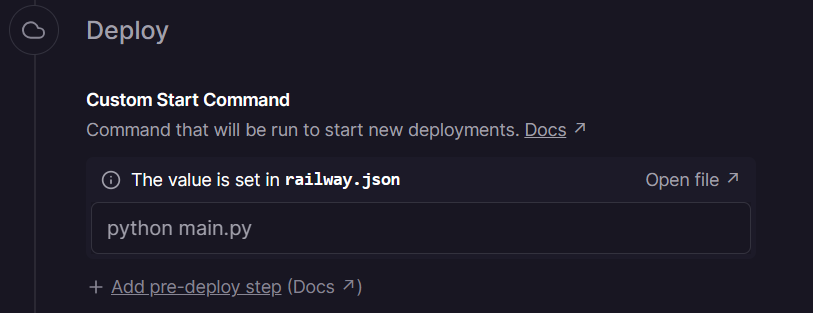 Deploy
Custom Start Command
Command that will be run to start new deployments. Docs ↗
The value is set in railway.json Open file ↗
python main.py
+ Add pre-deploy step (Docs ↗)